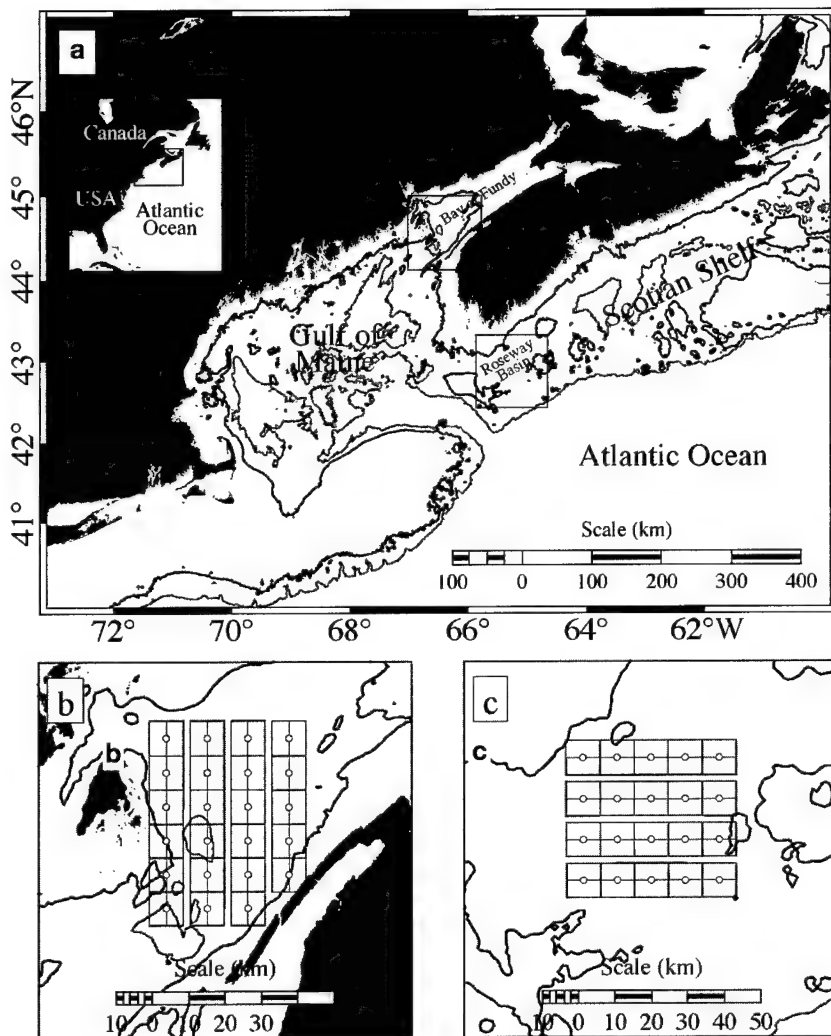 a
46°N
45°
44°
43°
42°
41°
Canada
USA
Atlantic
Ocean
Bay of Fundy
Gulf of
Maine
Roseway
Basin
Scotian Shelf
Atlantic Ocean
Scale (km)
100 0 100 200 300 400
72° 70° 68° 66° 64° 62°W
b
b
Scale (km)
10 0 10 20 30
c
c
Scale (km)
10 0 10 20 30 40 50